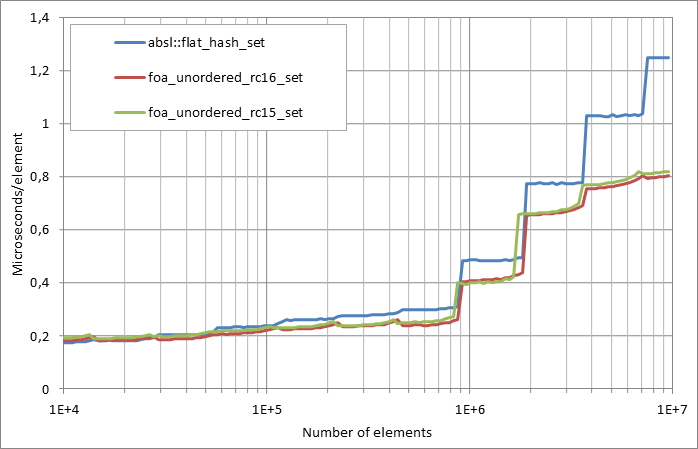 1,4
1,2
1
0,8
0,6
0,4
0,2
0
Microseconds/element
absl::flat_hash_set
foa_unordered_rc16_set
foa_unordered_rc15_set
1E+4
1E+5
1E+6
1E+7
Number of elements